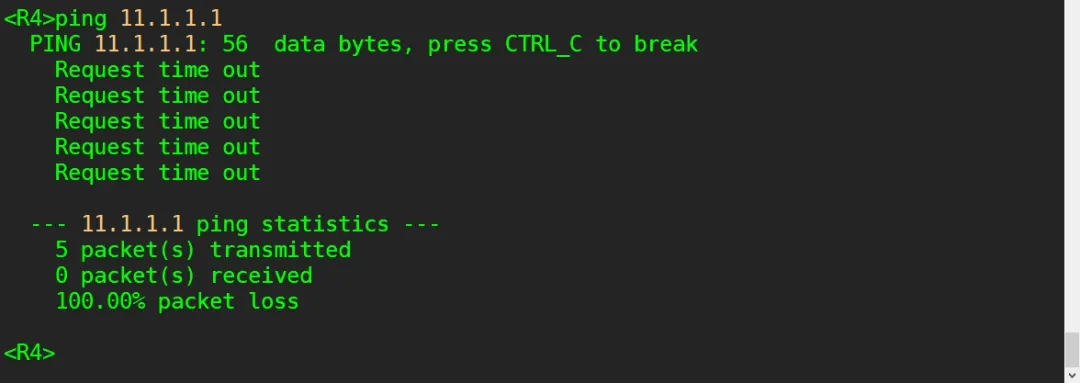 <R4>ping 11.1.1.1
  PING 11.1.1.1: 56  data bytes, press CTRL_C to break
    Request time out
    Request time out
    Request time out
    Request time out
    Request time out

  --- 11.1.1.1 ping statistics ---
    5 packet(s) transmitted
    0 packet(s) received
    100.00% packet loss

<R4>